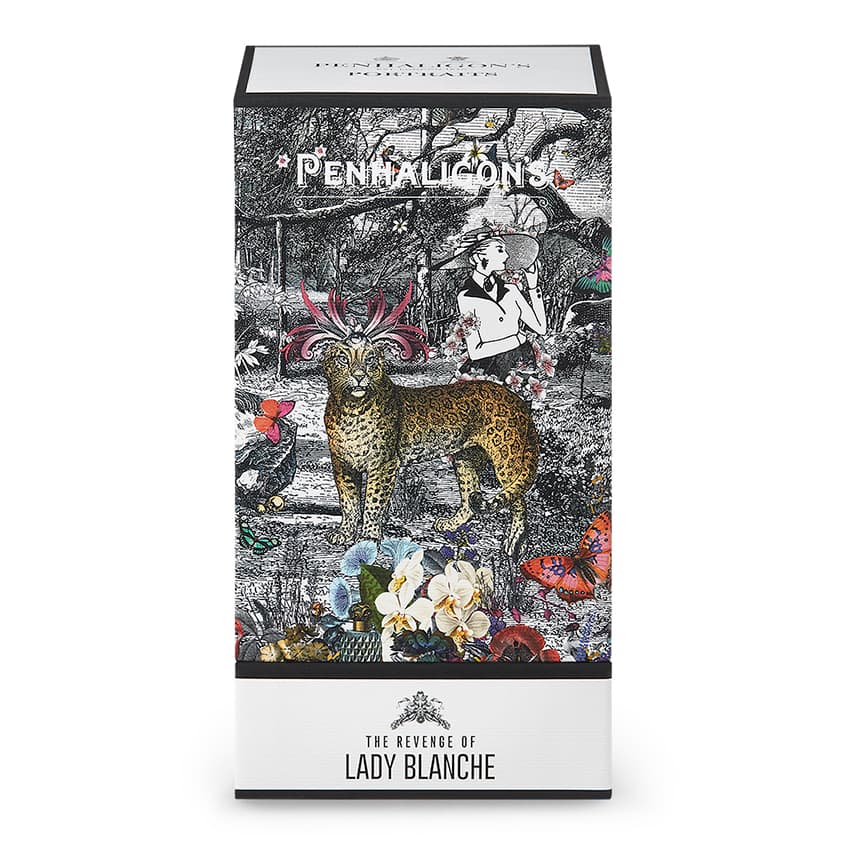 PENHALIGON'S
PORTRAITS
PENHALIGON'S
THE REVENGE OF
LADY BLANCHE